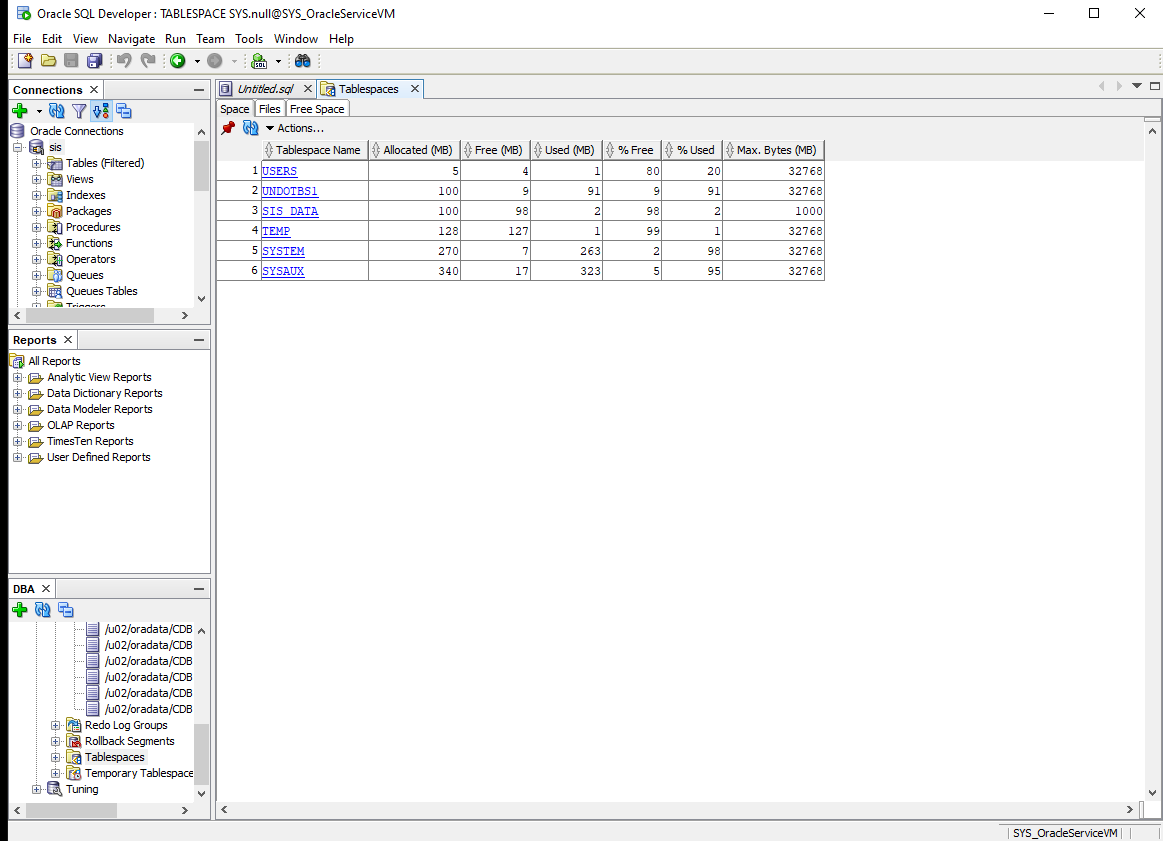 Oracle SQL Developer : TABLESPACE SYS.null@SYS_OracleServiceVM
File Edit View Navigate Run Team Tools Window Help
Connections
Oracle Connections
sis
Tables (Filtered)
Views
Indexes
Packages
Procedures
Functions
Operators
Queues
Queues Tables
Triggers
Reports
All Reports
Analytic View Reports
Data Dictionary Reports
Data Modeler Reports
OLAP Reports
TimesTen Reports
User Defined Reports
DBA
/u02/oradata/CDB
/u02/oradata/CDB
/u02/oradata/CDB
/u02/oradata/CDB
/u02/oradata/CDB
/u02/oradata/CDB
Redo Log Groups
Rollback Segments
Tablespaces
Temporary Tablespace
Tuning
Untitled.sql Tablespaces
Space Files Free Space
Actions...
Tablespace Name Allocated (MB) Free (MB) Used (MB) % Free % Used Max. Bytes (MB)
1 USERS 5 4 1 80 20 32768
2 UNDOTBS1 100 9 91 9 91 32768
3 SIS_DATA 100 98 2 98 2 1000
4 TEMP 128 127 1 99 1 32768
5 SYSTEM 270 7 263 2 98 32768
6 SYSAUX 340 17 323 5 95 32768
SYS_OracleServiceVM